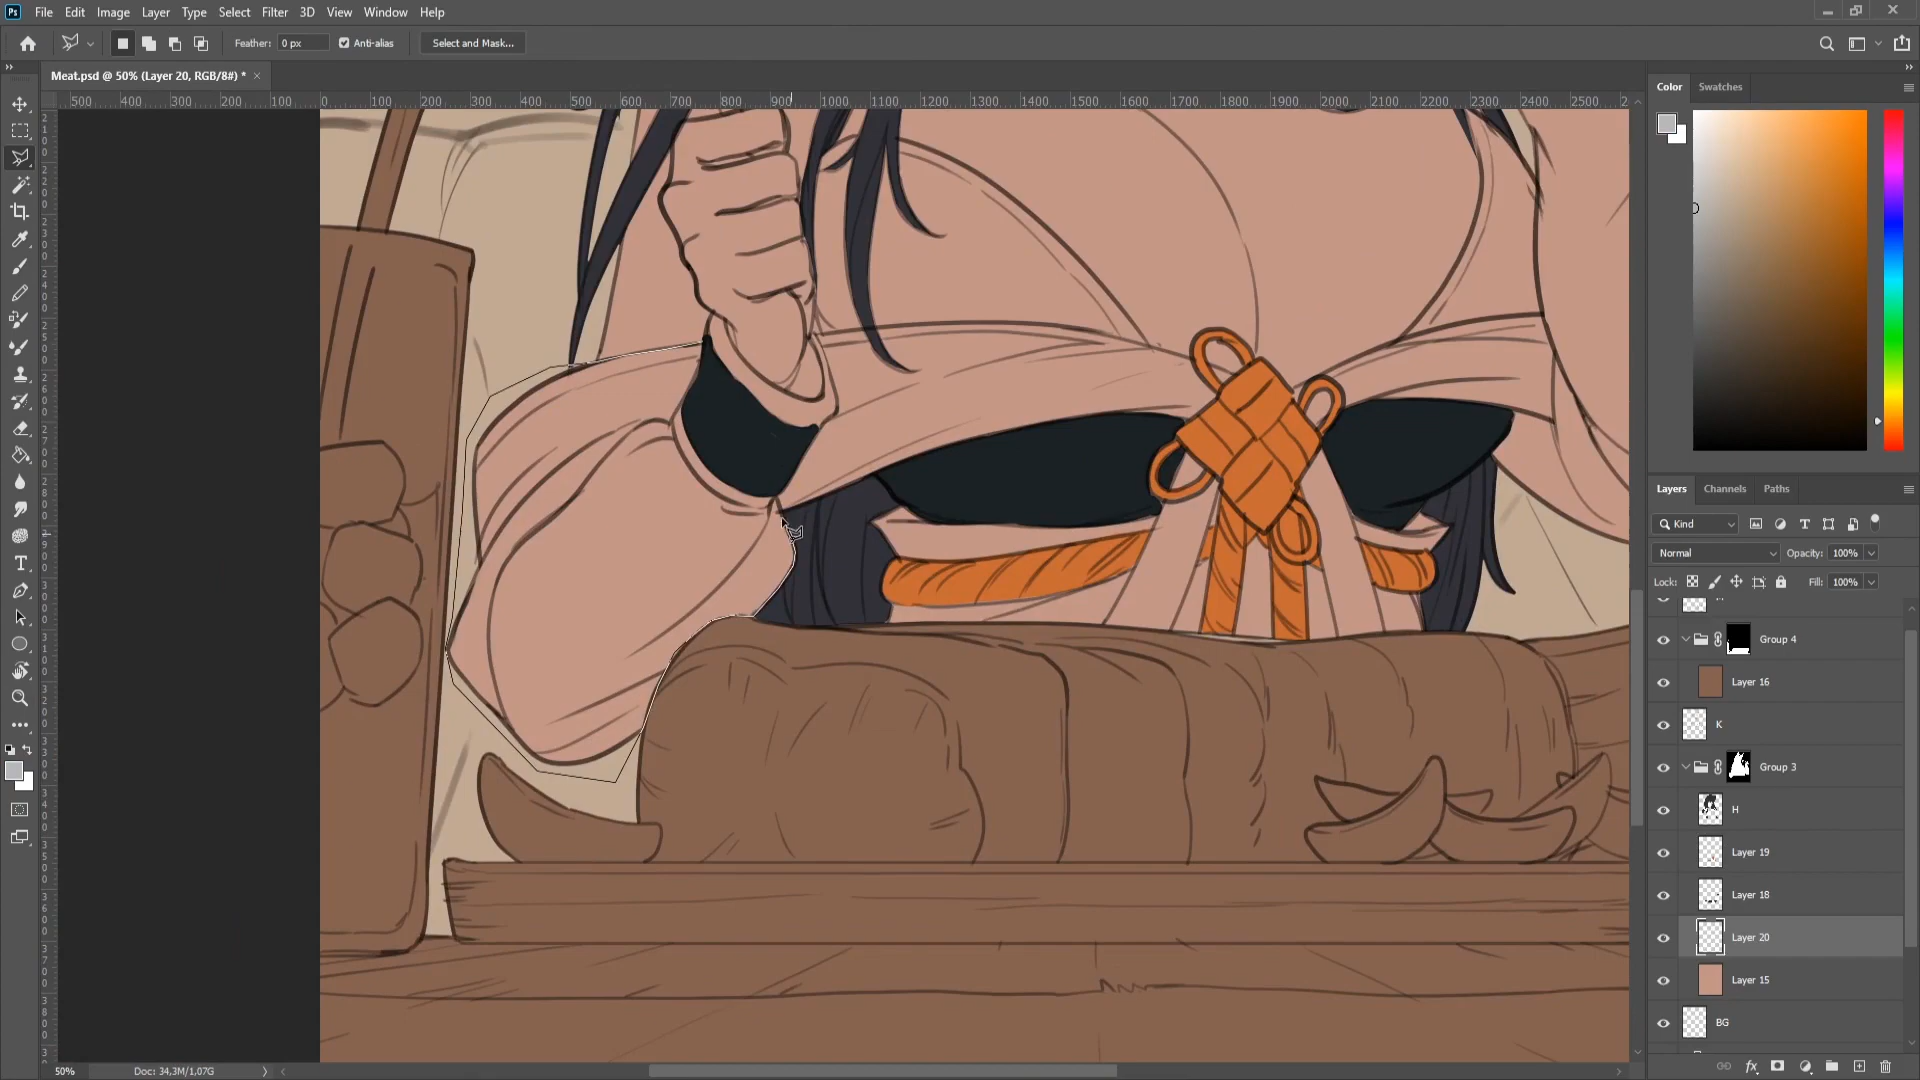 Ps File Edit Image Layer Type Select Filter 3D View Window Help
Feather: 0 px Anti-alias Select and Mask...
Meat.psd @ 50% (Layer 20, RGB/8#) * ×
500 400 300 200 100 0 100 200 300 400 500 600 700 800 900 1000 1100 1200 1300 1400 1500 1600 1700 1800 1900 2000 2100 2200 2300 2400 2500 2
Color Swatches
Layers Channels Paths
Kind
Normal Opacity: 100%
Lock: Fill: 100%
Group 4
Layer 16
K
Group 3
H
Layer 19
Layer 18
Layer 20
Layer 15
BG
50% Doc: 34,3M/1,07G